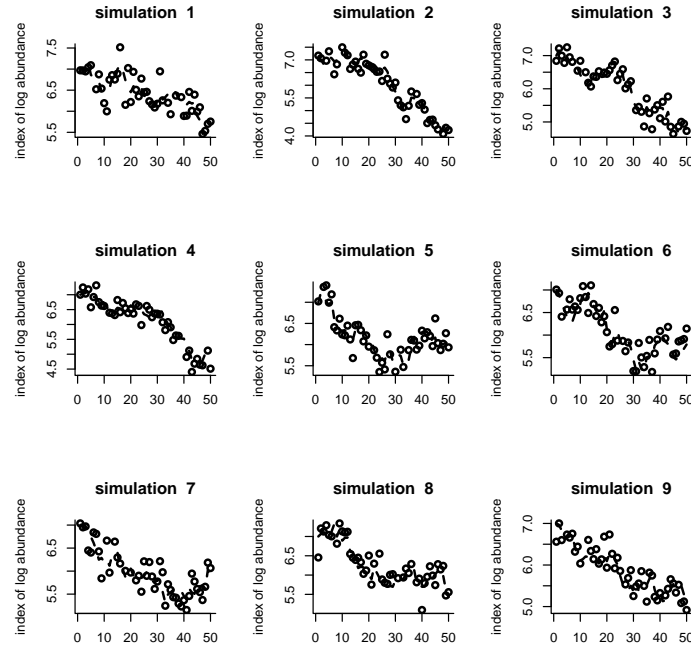 simulation 1
index of log abundance
7.5
6.5
5.5
0 10 20 30 40 50
simulation 2
index of log abundance
7.0
5.5
4.0
0 10 20 30 40 50
simulation 3
index of log abundance
7.0
6.0
5.0
0 10 20 30 40 50
simulation 4
index of log abundance
6.5
5.5
4.5
0 10 20 30 40 50
simulation 5
index of log abundance
6.5
5.5
0 10 20 30 40 50
simulation 6
index of log abundance
6.5
5.5
0 10 20 30 40 50
simulation 7
index of log abundance
6.5
5.5
0 10 20 30 40 50
simulation 8
index of log abundance
6.5
5.5
0 10 20 30 40 50
simulation 9
index of log abundance
7.0
6.0
5.0
0 10 20 30 40 50